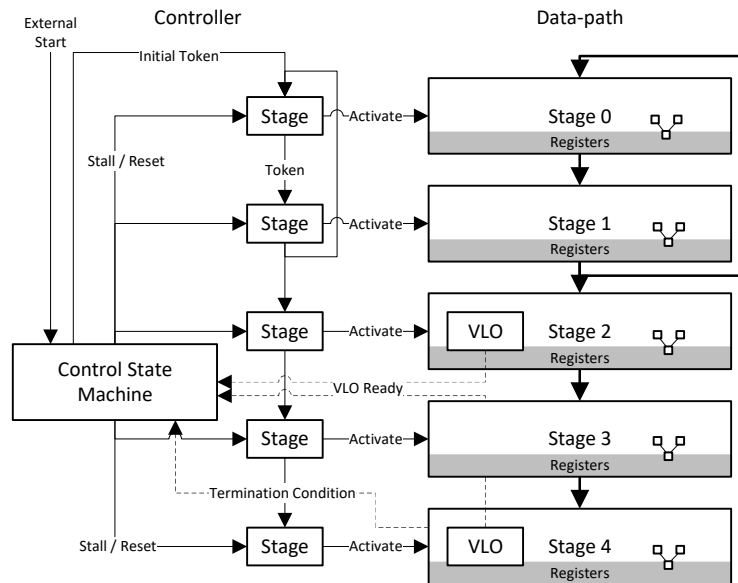 Controller
Data-path
External
Start
Initial Token
Stage
Activate
Stage 0
Registers
Stall / Reset
Token
Stage
Activate
Stage 1
Registers
Stage
Activate
VLO
Stage 2
Registers
Control State
Machine
VLO Ready
Stage
Activate
Stage 3
Registers
Termination Condition
Stall / Reset
Stage
Activate
VLO
Stage 4
Registers